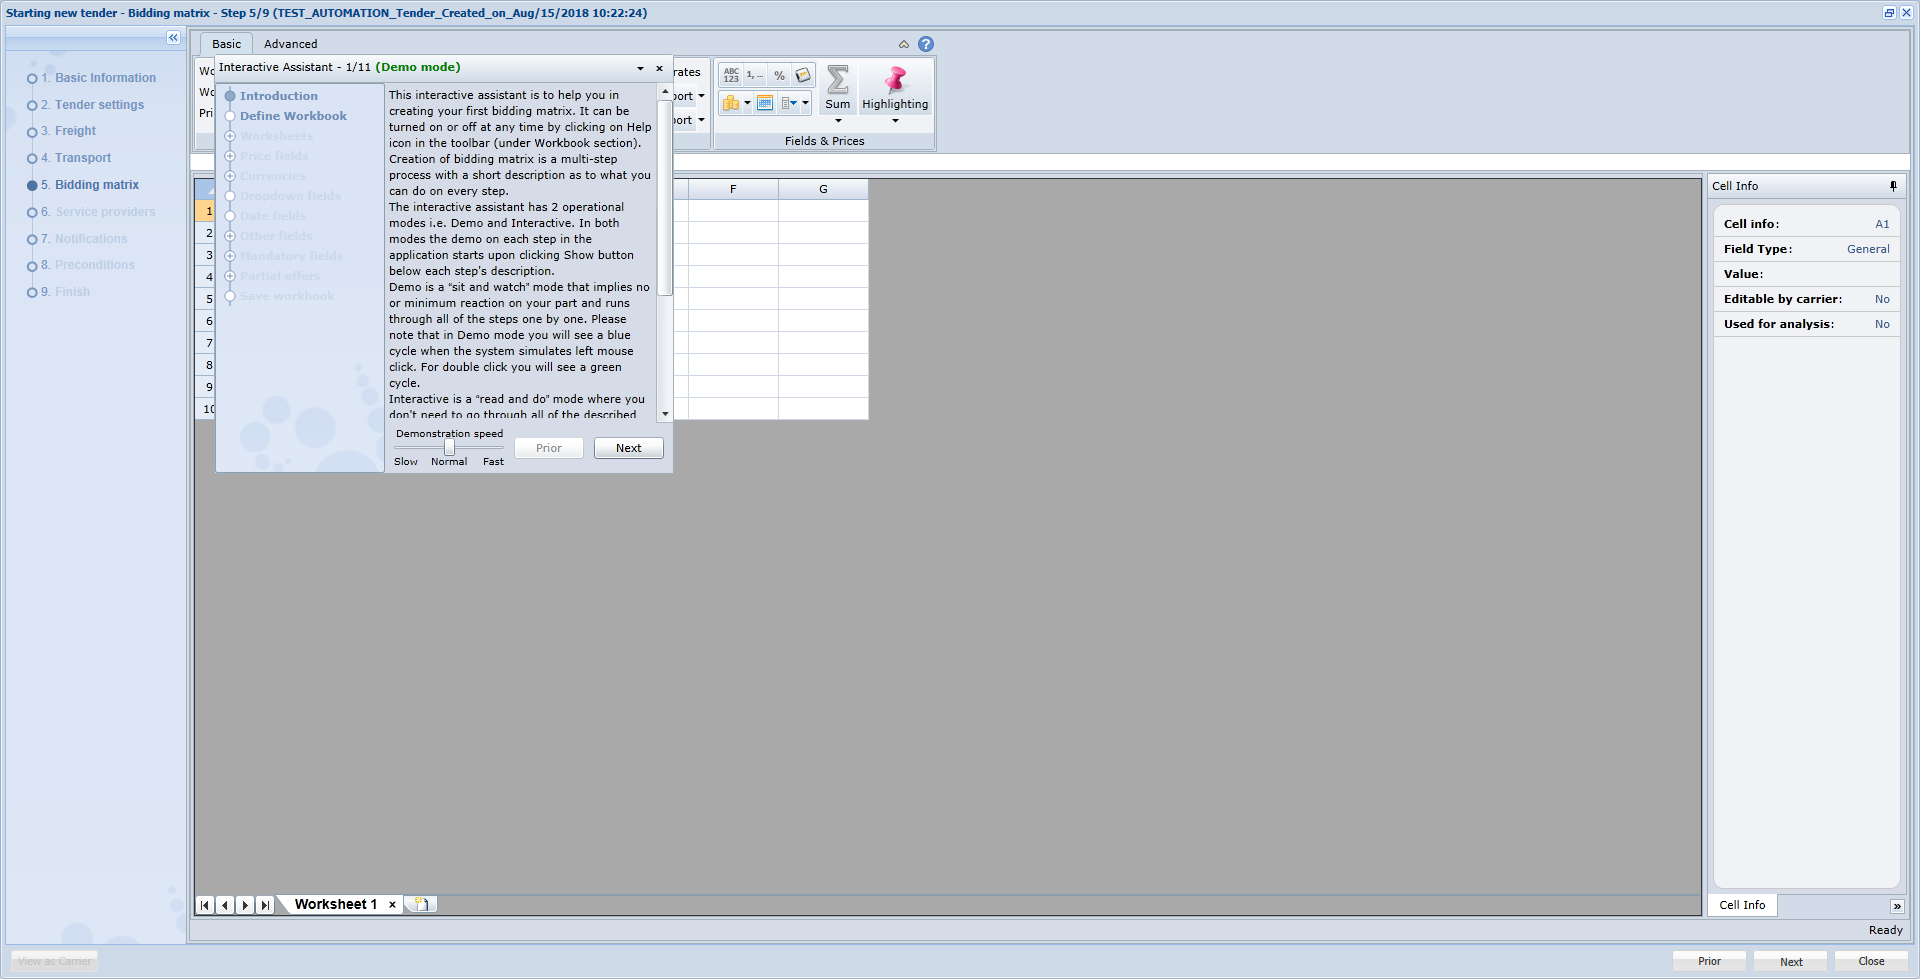 Starting new tender - Bidding matrix - Step 5/9 (TEST_AUTOMATION_Tender_Created_on_Aug/15/2018 10:22:24)
1. Basic Information
2. Tender settings
3. Freight
4. Transport
5. Bidding matrix
6. Service providers
7. Notifications
8. Preconditions
9. Finish
Basic
Advanced
Wo
Wo
Pri
rates
port
port
ABC
123
1, ...
%
Sum
Highlighting
Fields & Prices
Interactive Assistant - 1/11 (Demo mode)
Introduction
Define Workbook
Worksheets
Price fields
Currencies
Dropdown fields
Date fields
Other fields
Mandatory fields
Partial offers
Save workbook
This interactive assistant is to help you in
creating your first bidding matrix. It can be
turned on or off at any time by clicking on Help
icon in the toolbar (under Workbook section).
Creation of bidding matrix is a multi-step
process with a short description as to what you
can do on every step.
The interactive assistant has 2 operational
modes i.e. Demo and Interactive. In both
modes the demo on each step in the
application starts upon clicking Show button
below each step's description.
Demo is a "sit and watch" mode that implies no
or minimum reaction on your part and runs
through all of the steps one by one. Please
note that in Demo mode you will see a blue
cycle when the system simulates left mouse
click. For double click you will see a green
cycle.
Interactive is a "read and do" mode where you
don't need to go through all of the described
Demonstration speed
Slow Normal Fast
Prior
Next
F G
1
2
3
4
5
6
7
8
9
10
Cell Info
Cell info: A1
Field Type: General
Value:
Editable by carrier: No
Used for analysis: No
Worksheet 1
Cell Info
Ready
View as Carrier
Prior
Next
Close